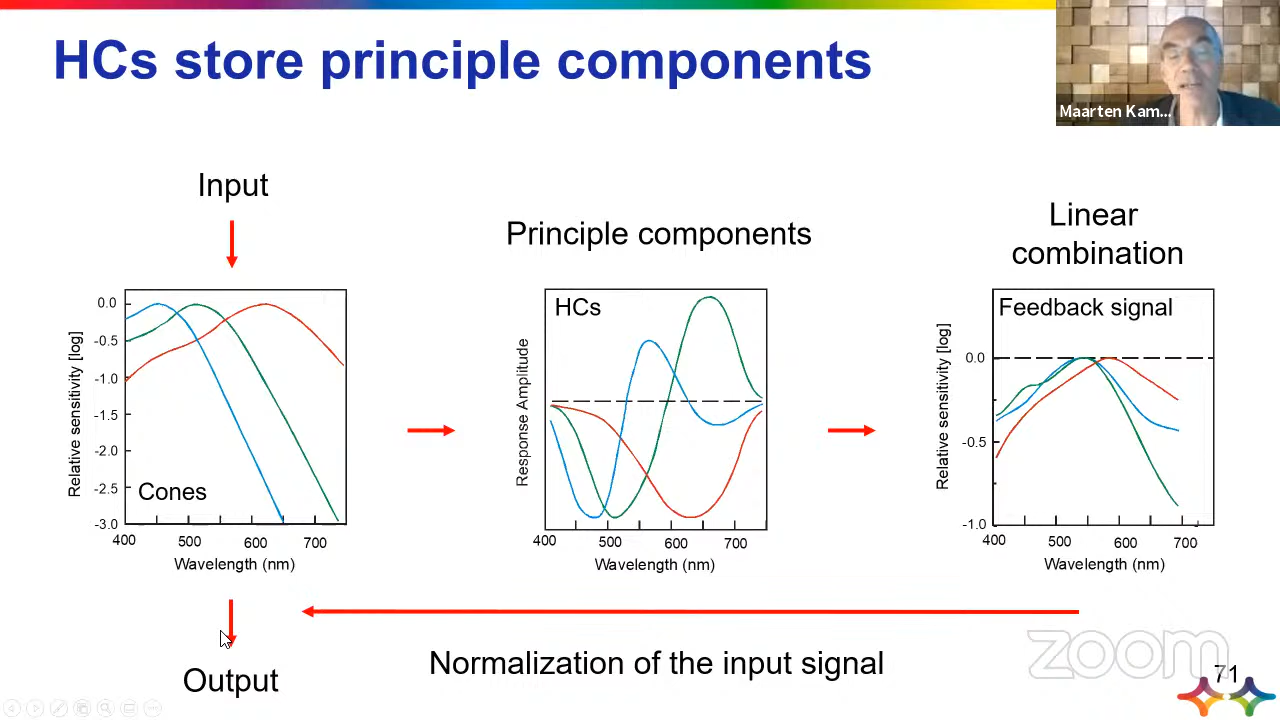 HCs store principle components
Maarten Kam...
Input
Principle components
Linear
combination
0.0
-0.5
-1.0
-1.5
-2.0
-2.5
-3.0
Relative sensitivity [log]
Cones
400 500 600 700
Wavelength (nm)
HCs
Response Amplitude
400 500 600 700
Wavelength (nm)
Feedback signal
0.0
-0.5
-1.0
Relative sensitivity [log]
400 500 600 700
Wavelength (nm)
Normalization of the input signal
Output
zoom
71